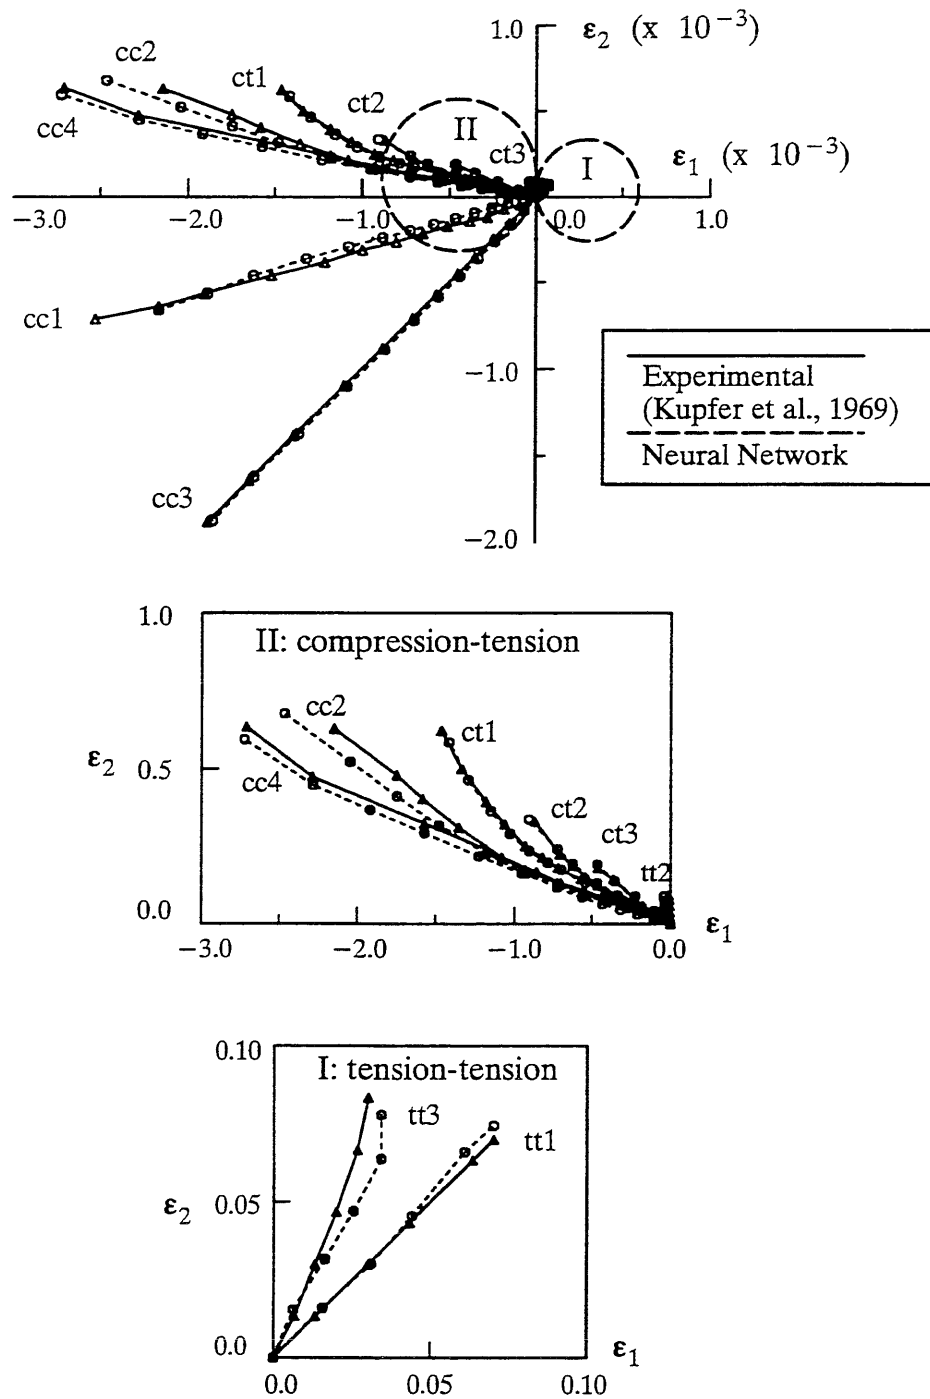 1.0
ε2 (x 10−3)
cc2
ct1
ct2
cc4
II
ct3
I
ε1 (x 10−3)
−3.0 −2.0 −1.0 0.0 1.0
cc1
−1.0
Experimental
(Kupfer et al., 1969)
Neural Network
cc3
−2.0
1.0
II: compression-tension
cc2
ct1
ε2 0.5
cc4
ct2
ct3
tt2
0.0
ε1
−3.0 −2.0 −1.0 0.0
0.10
I: tension-tension
tt3
tt1
ε2 0.05
0.0
ε1
0.0 0.05 0.10